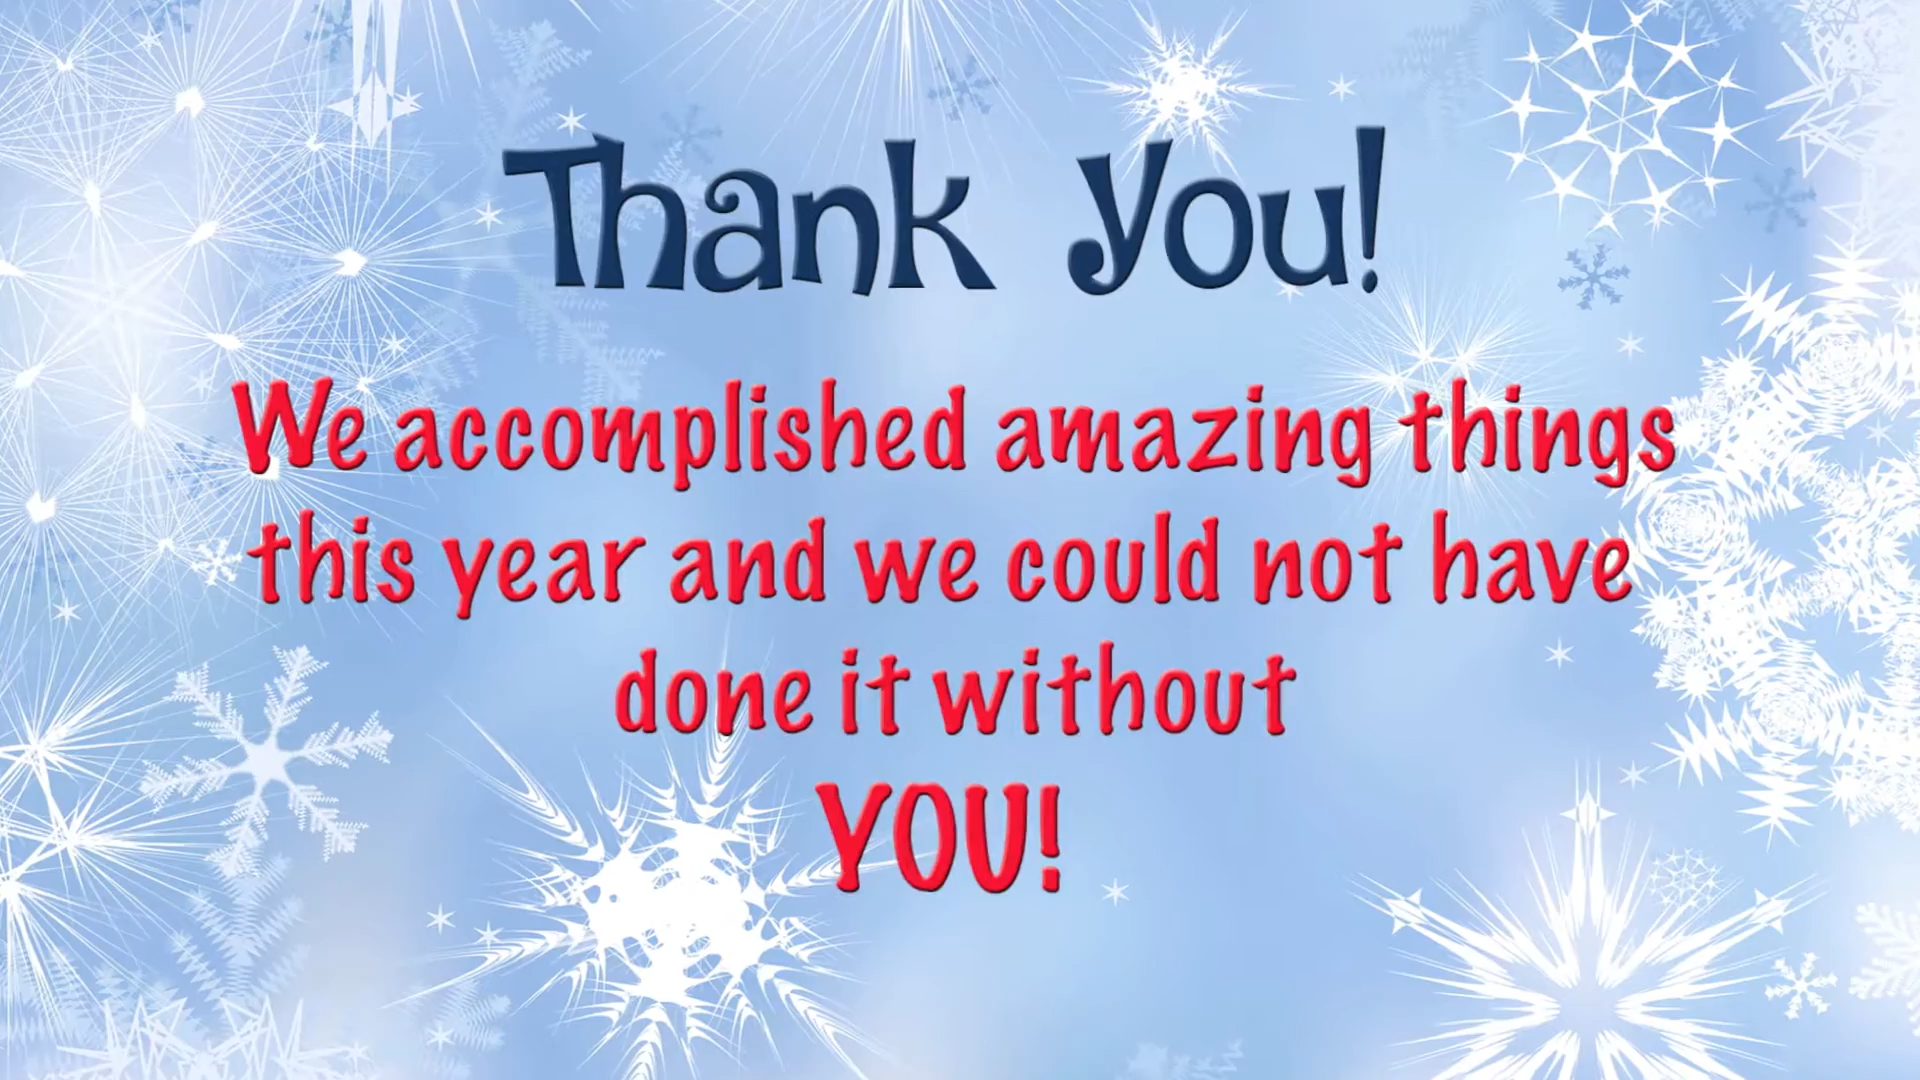 Thank You!
We accomplished amazing things
this year and we could not have
done it without
YOU!